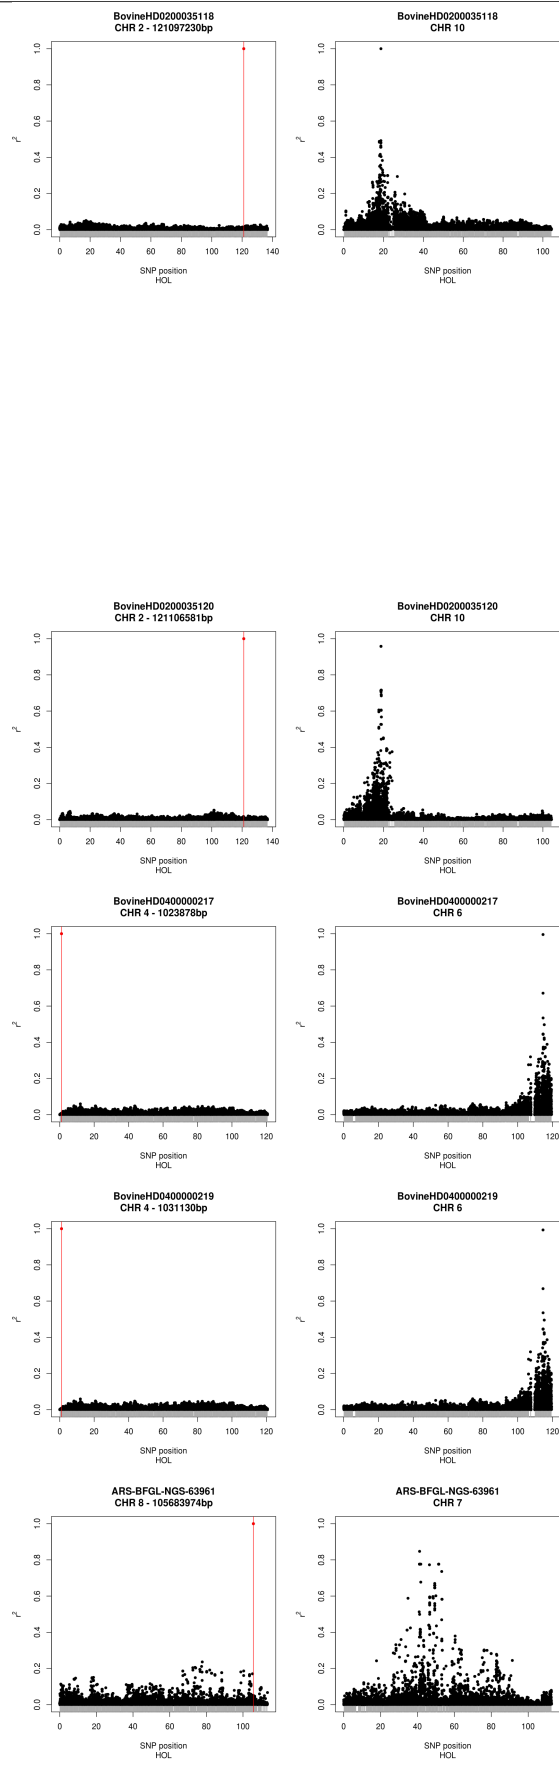 BovineHD0200035118
CHR 2 - 121097230bp
1.0
0.8
0.6
r2
0.4
0.2
0.0
0 20 40 60 80 100 120 140
SNP position
HOL
BovineHD0200035118
CHR 10
1.0
0.8
0.6
r2
0.4
0.2
0.0
0 20 40 60 80 100
SNP position
HOL
BovineHD0200035120
CHR 2 - 121106581bp
1.0
0.8
0.6
r2
0.4
0.2
0.0
0 20 40 60 80 100 120 140
SNP position
HOL
BovineHD0200035120
CHR 10
1.0
0.8
0.6
r2
0.4
0.2
0.0
0 20 40 60 80 100
SNP position
HOL
BovineHD0400000217
CHR 4 - 1023878bp
1.0
0.8
0.6
r2
0.4
0.2
0.0
0 20 40 60 80 100 120
SNP position
HOL
BovineHD0400000217
CHR 6
1.0
0.8
0.6
r2
0.4
0.2
0.0
0 20 40 60 80 100 120
SNP position
HOL
BovineHD0400000219
CHR 4 - 1031130bp
1.0
0.8
0.6
r2
0.4
0.2
0.0
0 20 40 60 80 100 120
SNP position
HOL
BovineHD0400000219
CHR 6
1.0
0.8
0.6
r2
0.4
0.2
0.0
0 20 40 60 80 100 120
SNP position
HOL
ARS-BFGL-NGS-63961
CHR 8 - 105683974bp
1.0
0.8
0.6
r2
0.4
0.2
0.0
0 20 40 60 80 100
SNP position
HOL
ARS-BFGL-NGS-63961
CHR 7
1.0
0.8
0.6
r2
0.4
0.2
0.0
0 20 40 60 80 100
SNP position
HOL